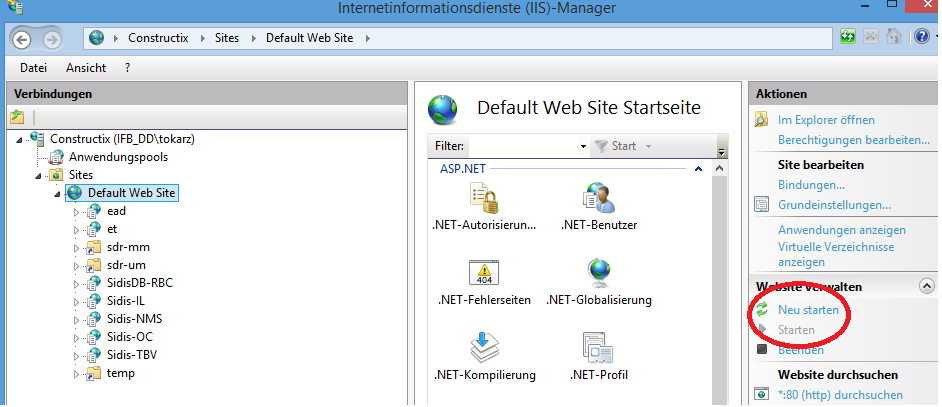 Internetinformationsdienste (IIS)-Manager
Constructix Sites Default Web Site
Datei Ansicht ?
Verbindungen
Constructix (IFB_DD\tokarz)
Anwendungspools
Sites
Default Web Site
ead
et
sdr-mm
sdr-um
SidisDB-RBC
Sidis-IL
Sidis-NMS
Sidis-OC
Sidis-TBV
temp
Default Web Site Startseite
Filter: Start
ASP.NET
.NET-Autorisierun... .NET-Benutzer
404
.NET-Fehlerseiten .NET-Globalisierung
.NET-Kompilierung .NET-Profil
Aktionen
Im Explorer öffnen
Berechtigungen bearbeiten...
Site bearbeiten
Bindungen...
Grundeinstellungen...
Anwendungen anzeigen
Virtuelle Verzeichnisse
anzeigen
Website verwalten
Neu starten
Starten
Beenden
Website durchsuchen
*:80 (http) durchsuchen